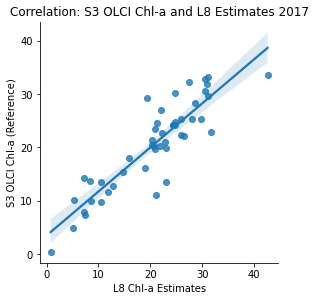 Correlation: S3 OLCI Chl-a and L8 Estimates 2017
40
30
20
10
0
S3 OLCI Chl-a (Reference)
0 10 20 30 40
L8 Chl-a Estimates